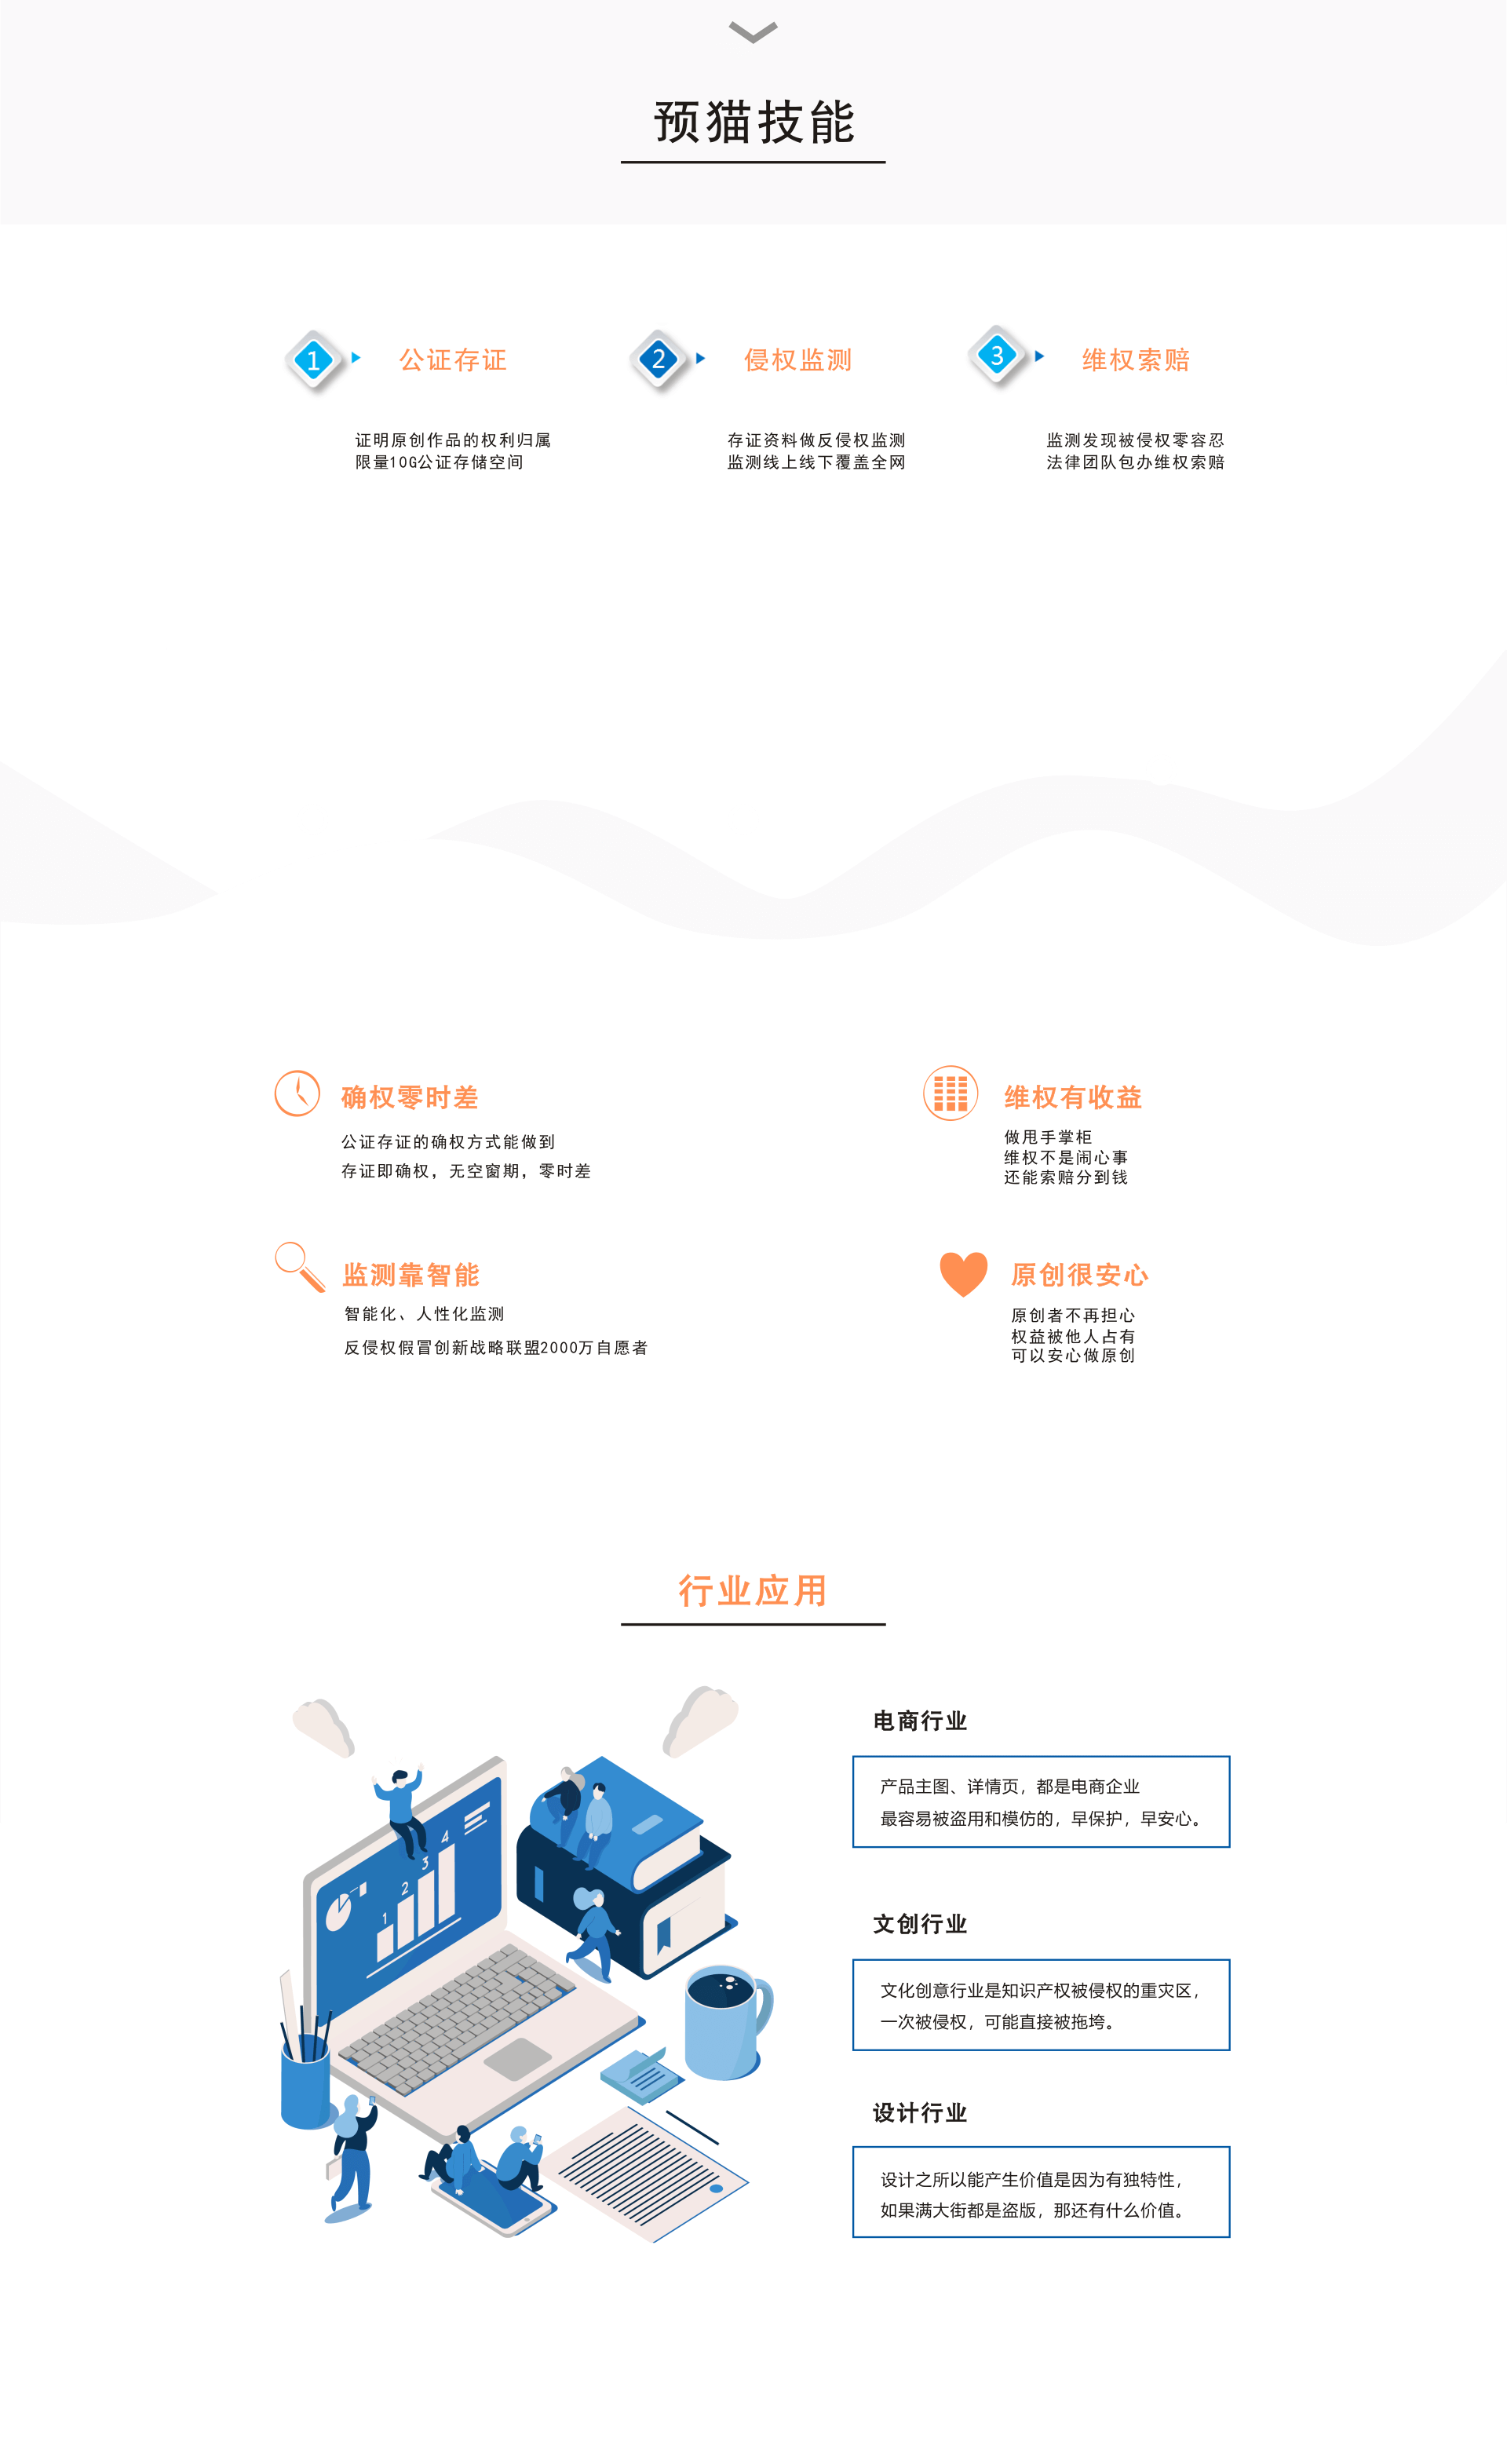 预猫技能
1
公证存证
证明原创作品的权利归属
限量10G公证存储空间
2
侵权监测
存证资料做反侵权监测
监测线上线下覆盖全网
3
维权索赔
监测发现被侵权零容忍
法律团队包办维权索赔
确权零时差
公证存证的确权方式能做到
存证即确权，无空窗期，零时差
维权有收益
做甩手掌柜
维权不是闹心事
还能索赔分到钱
监测靠智能
智能化、人性化监测
反侵权假冒创新战略联盟2000万自愿者
原创很安心
原创者不再担心
权益被他人占有
可以安心做原创
行业应用
1
2
3
4
电商行业
产品主图、详情页，都是电商企业
最容易被盗用和模仿的，早保护，早安心。
文创行业
文化创意行业是知识产权被侵权的重灾区，
一次被侵权，可能直接被拖垮。
设计行业
设计之所以能产生价值是因为有独特性，
如果满大街都是盗版，那还有什么价值。